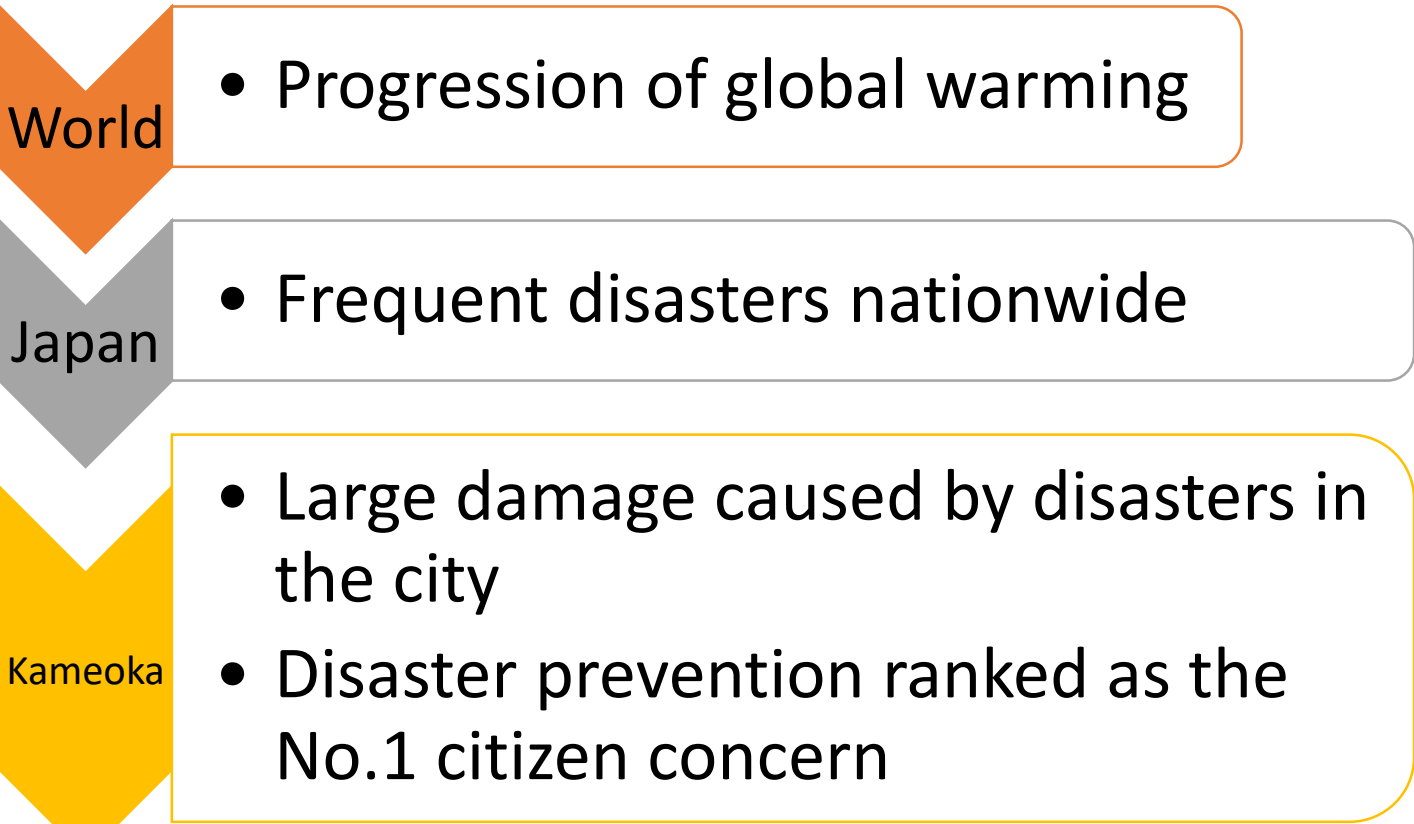 World
• Progression of global warming
Japan
• Frequent disasters nationwide
Kameoka
• Large damage caused by disasters in
the city
• Disaster prevention ranked as the
No.1 citizen concern